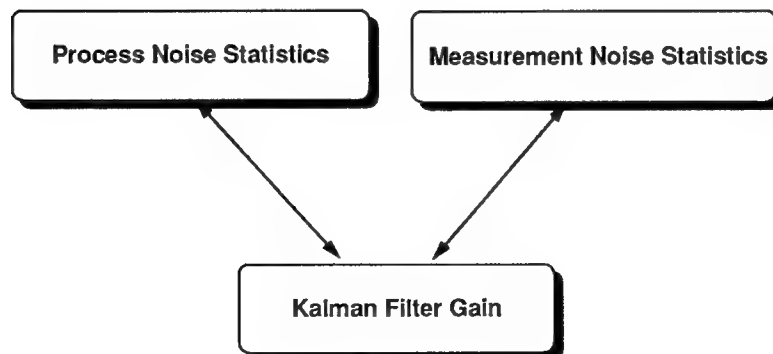 Process Noise Statistics
Measurement Noise Statistics
Kalman Filter Gain